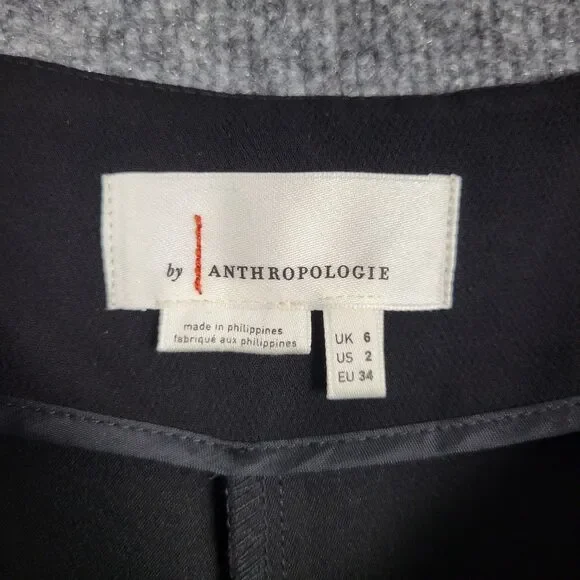 by ANTHROPOLOGIE
made in philippines
fabriqué aux philippines
UK 6
US 2
EU 34